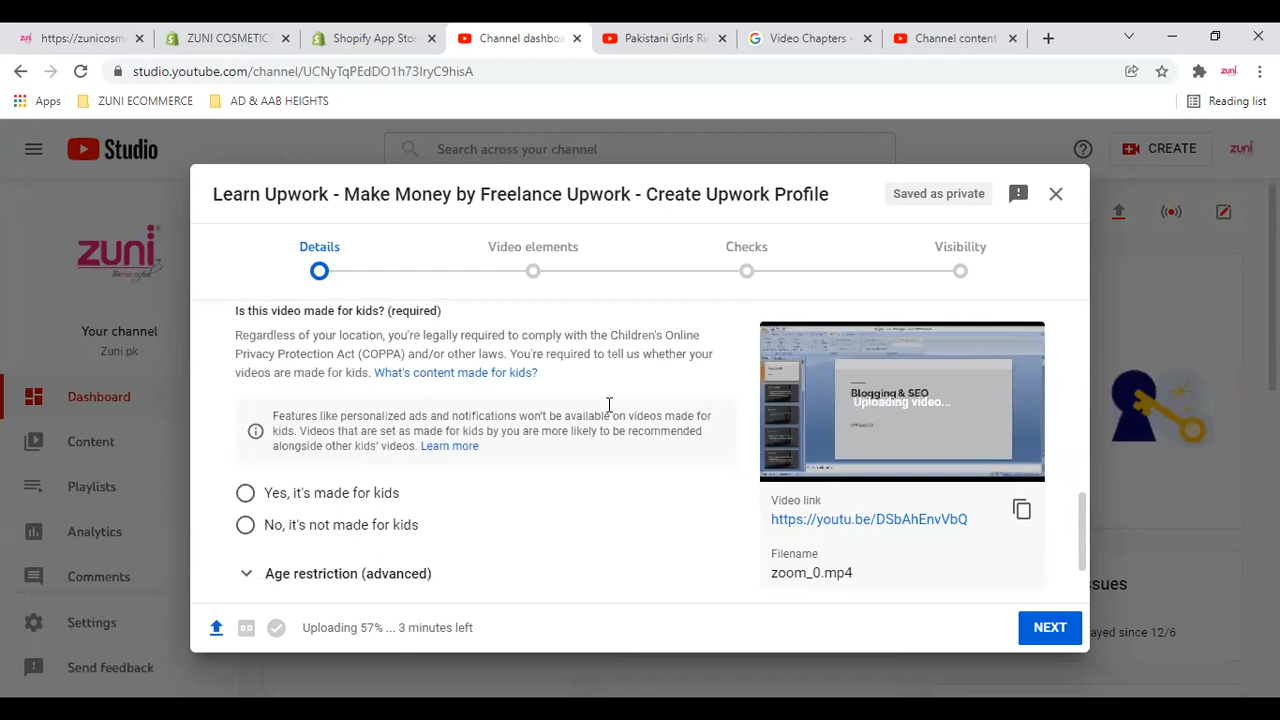 https://zunicosm
ZUNI COSMETICS
Shopify App Stor
Channel dashboa
Pakistani Girls Ri
Video Chapters -
Channel content
studio.youtube.com/channel/UCNyTqPEdDO1h73IryC9hisA
zuni
Apps
ZUNI ECOMMERCE
AD & AAB HEIGHTS
Reading list
Studio
Search across your channel
CREATE
zuni
Learn Upwork - Make Money by Freelance Upwork - Create Upwork Profile
Saved as private
Details
Video elements
Checks
Visibility
zuni
Your channel
Zuni pk
Dashboard
Content
Playlists
Analytics
Comments
Settings
Send feedback
Is this video made for kids? (required)
Regardless of your location, you're legally required to comply with the Children's Online
Privacy Protection Act (COPPA) and/or other laws. You're required to tell us whether your
videos are made for kids. What's content made for kids?
Features like personalized ads and notifications won't be available on videos made for
kids. Videos that are set as made for kids by you are more likely to be recommended
alongside other kids' videos. Learn more
Yes, it's made for kids
No, it's not made for kids
Age restriction (advanced)
Blogging & SEO
Uploading video...
Video link
https://youtu.be/DSbAhEnvVbQ
Filename
zoom_0.mp4
Uploading 57% ... 3 minutes left
NEXT
ssues
ayed since 12/6